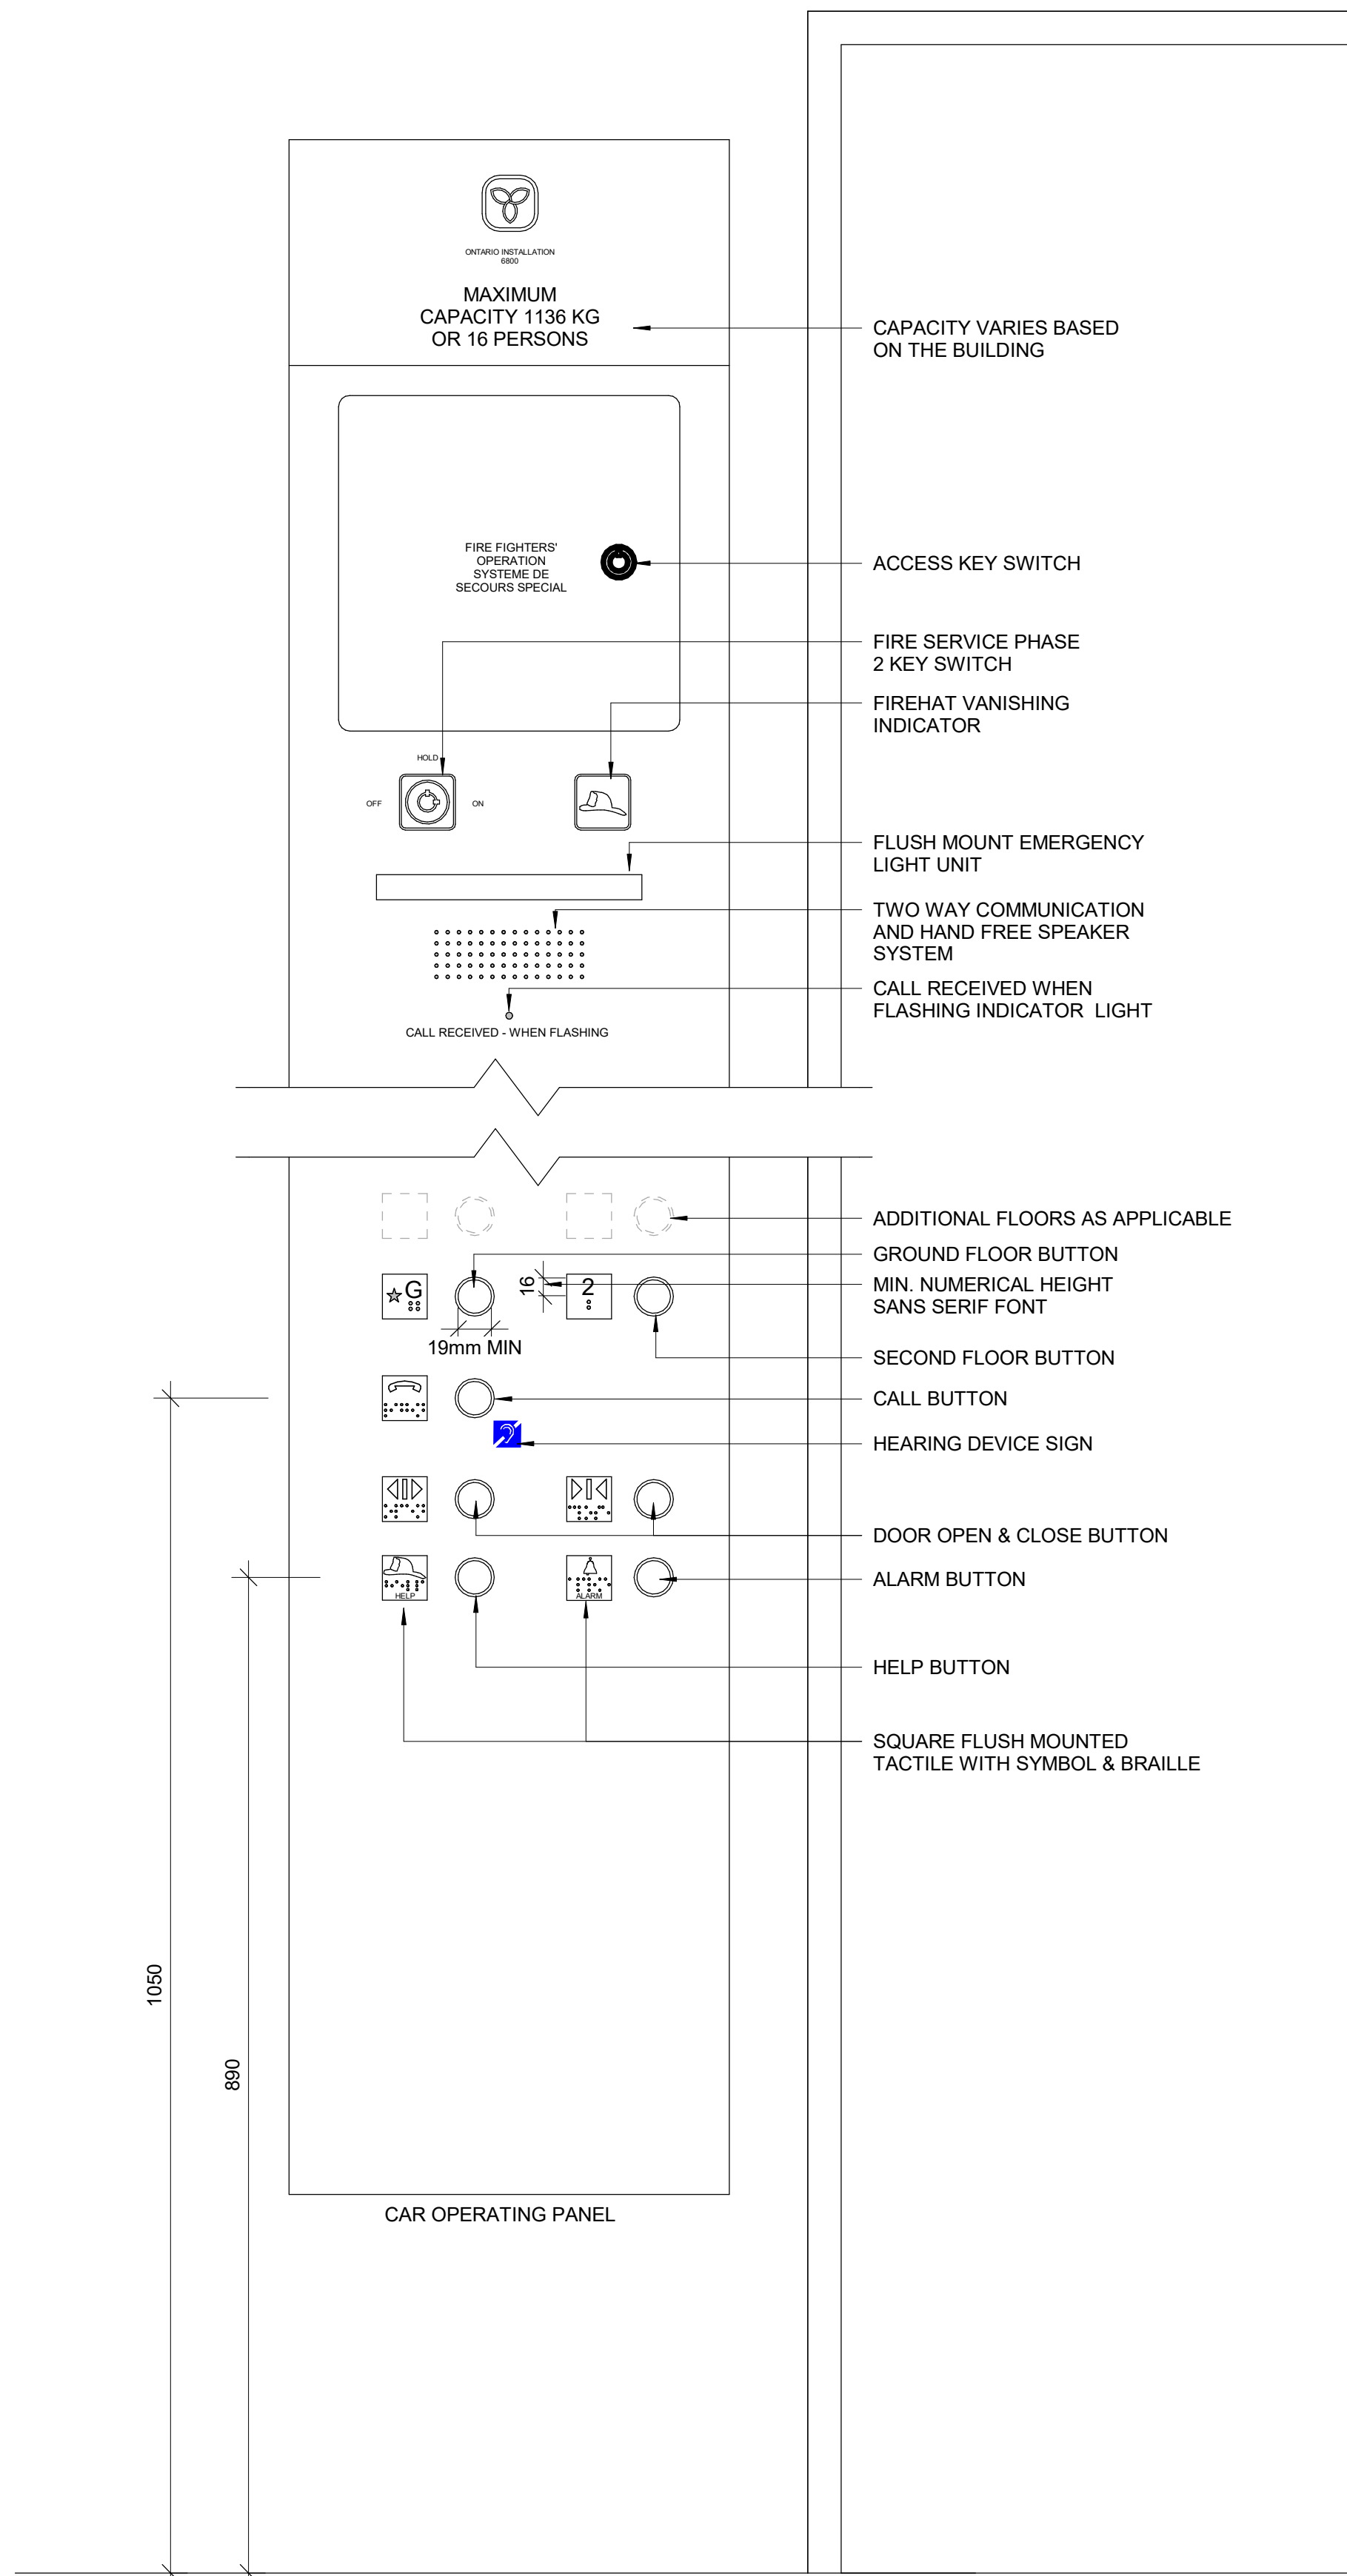 ONTARIO INSTALLATION
6800
MAXIMUM
CAPACITY 1136 KG
OR 16 PERSONS
CAPACITY VARIES BASED
ON THE BUILDING
FIRE FIGHTERS'
OPERATION
SYSTEME DE
SECOURS SPECIAL
ACCESS KEY SWITCH
FIRE SERVICE PHASE
2 KEY SWITCH
FIREHAT VANISHING
INDICATOR
HOLD
OFF
ON
FLUSH MOUNT EMERGENCY
LIGHT UNIT
TWO WAY COMMUNICATION
AND HAND FREE SPEAKER
SYSTEM
CALL RECEIVED WHEN
FLASHING INDICATOR  LIGHT
CALL RECEIVED - WHEN FLASHING
ADDITIONAL FLOORS AS APPLICABLE
GROUND FLOOR BUTTON
G
16
2
MIN. NUMERICAL HEIGHT
SANS SERIF FONT
19mm MIN
SECOND FLOOR BUTTON
CALL BUTTON
HEARING DEVICE SIGN
DOOR OPEN & CLOSE BUTTON
ALARM BUTTON
HELP
ALARM
HELP BUTTON
SQUARE FLUSH MOUNTED
TACTILE WITH SYMBOL & BRAILLE
1050
890
CAR OPERATING PANEL